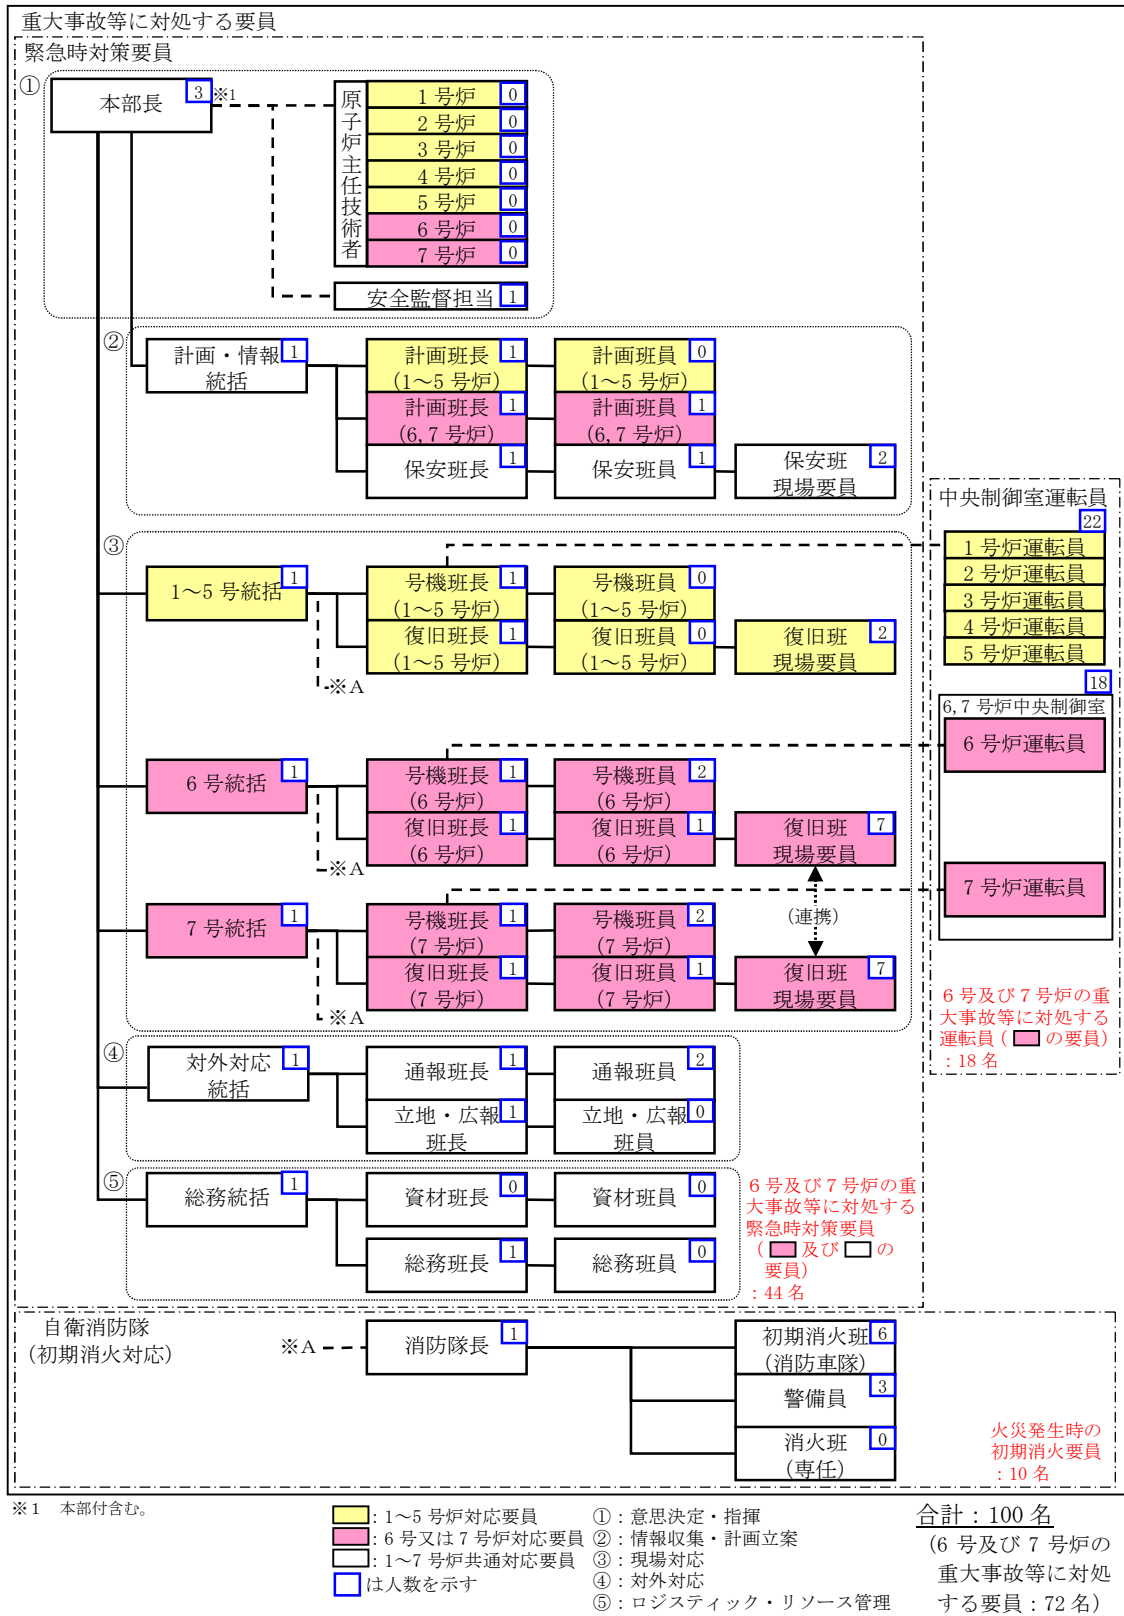 重大事故等に対処する要員
緊急時対策要員
①
本部長
3
※1
原子炉主任技術者
1 号炉
0
2 号炉
0
3 号炉
0
4 号炉
0
5 号炉
0
6 号炉
0
7 号炉
0
安全監督担当
1
②
計画・情報
統括
1
計画班長
(1～5 号炉)
1
計画班員
(1～5 号炉)
0
計画班長
(6,7 号炉)
1
計画班員
(6,7 号炉)
1
保安班長
1
保安班員
1
保安班
現場要員
2
中央制御室運転員
22
1 号炉運転員
2 号炉運転員
3 号炉運転員
4 号炉運転員
5 号炉運転員
18
6,7 号炉中央制御室
6 号炉運転員
7 号炉運転員
6 号及び 7 号炉の重
大事故等に対処する
運転員 ( の要員)
: 18 名
③
1～5 号統括
1
号機班長
(1～5 号炉)
1
号機班員
(1～5 号炉)
0
復旧班長
(1～5 号炉)
1
復旧班員
(1～5 号炉)
0
復旧班
現場要員
2
※A
6 号統括
1
号機班長
(6 号炉)
1
号機班員
(6 号炉)
2
復旧班長
(6 号炉)
1
復旧班員
(6 号炉)
1
復旧班
現場要員
7
※A
(連携)
7 号統括
1
号機班長
(7 号炉)
1
号機班員
(7 号炉)
2
復旧班長
(7 号炉)
1
復旧班員
(7 号炉)
1
復旧班
現場要員
7
※A
④
対外対応
統括
1
通報班長
1
通報班員
2
立地・広報
班長
1
立地・広報
班員
0
⑤
総務統括
1
資材班長
0
資材班員
0
総務班長
1
総務班員
0
6 号及び 7 号炉の重
大事故等に対処する
緊急時対策要員
( 及び の
要員)
: 44 名
自衛消防隊
(初期消火対応)
※A
消防隊長
1
初期消火班
(消防車隊)
6
警備員
3
消火班
(専任)
0
火災発生時の
初期消火要員
: 10 名
※1 本部付含む。
: 1～5 号炉対応要員
: 6 号又は 7 号炉対応要員
: 1～7 号炉共通対応要員
は人数を示す
① : 意思決定・指揮
② : 情報収集・計画立案
③ : 現場対応
④ : 対外対応
⑤ : ロジスティック・リソース管理
合計 : 100 名
(6 号及び 7 号炉の
重大事故等に対処
する要員 : 72 名)